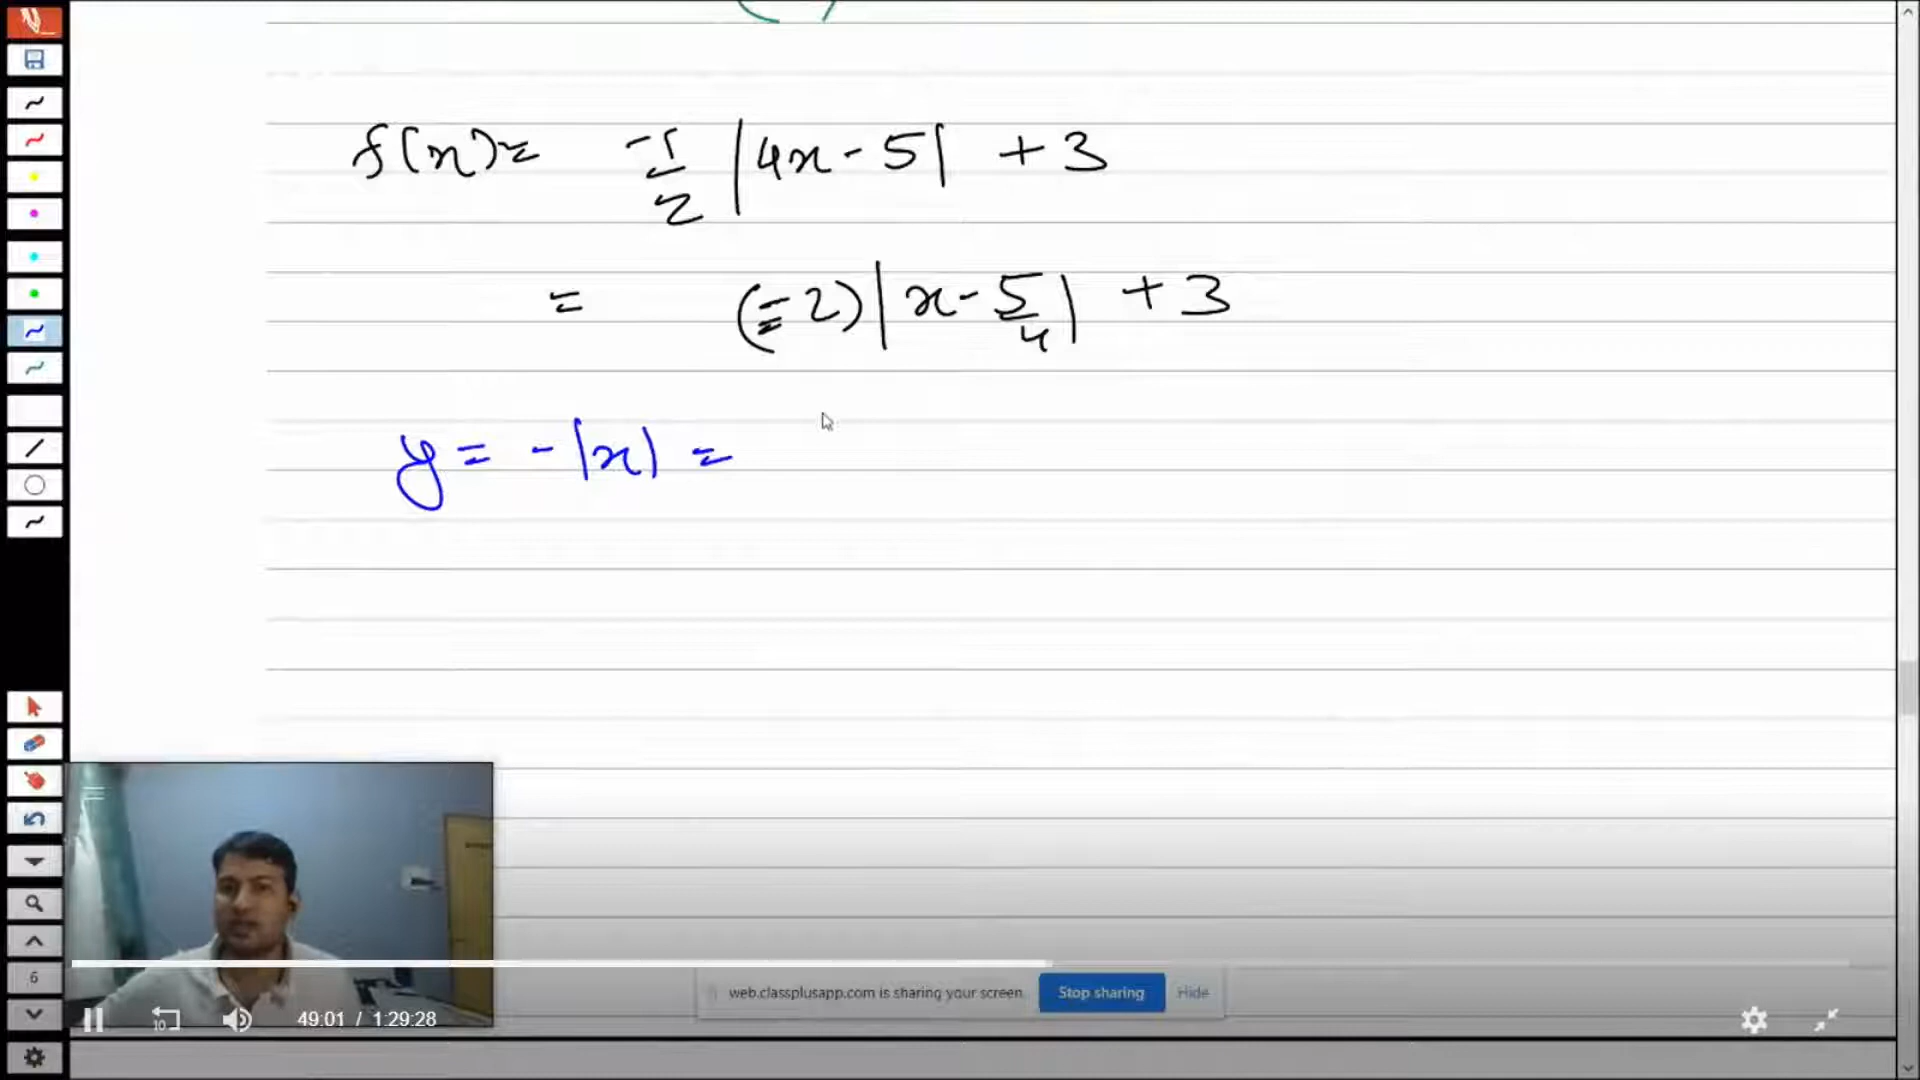 f(x) = -1/2 |4x - 5| + 3
= (-2) |x - 5/4| + 3
y = - |x| =
6
web.classplusapp.com is sharing your screen. Stop sharing Hide
10 49:01 / 1:29:28